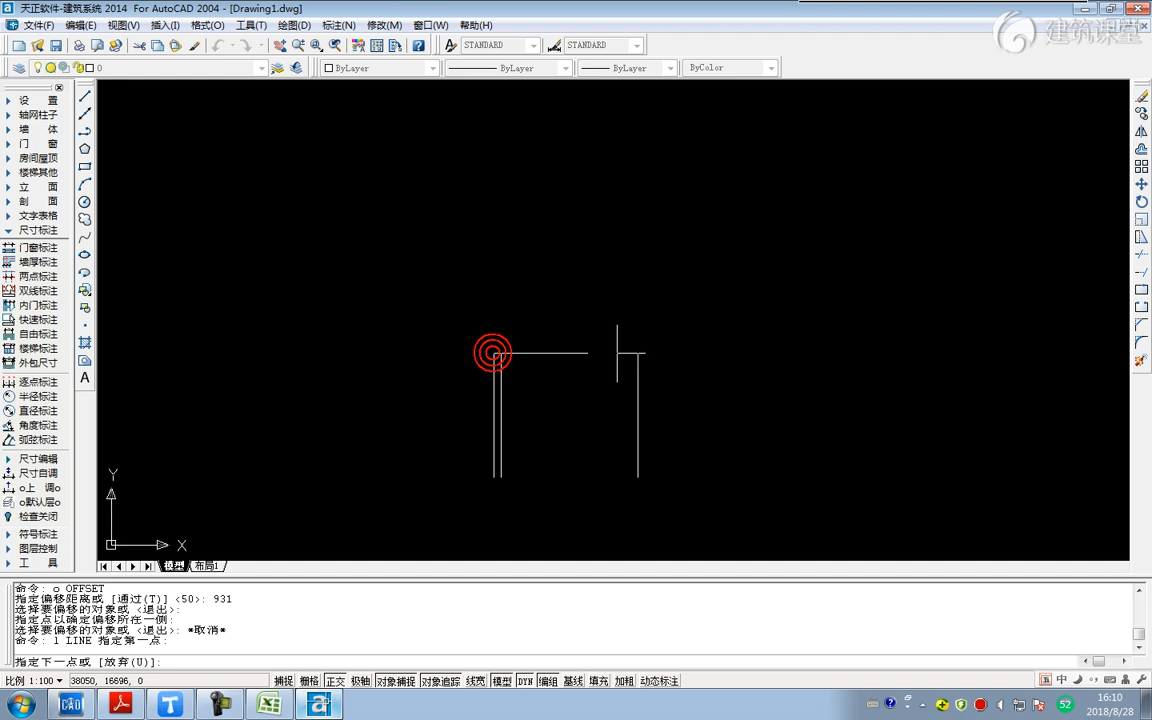 天正软件-建筑系统 2014 For AutoCAD 2004 - [Drawing1.dwg]
文件(F) 编辑(E) 视图(V) 插入(I) 格式(O) 工具(T) 绘图(D) 标注(N) 修改(M) 窗口(W) 帮助(H)
建筑课堂
STANDARD STANDARD
0 ByLayer ByLayer ByLayer ByColor
设 置
轴网柱子
墙 体
门 窗
房间屋顶
楼梯其他
立 面
剖 面
文字表格
尺寸标注
门窗标注
墙厚标注
两点标注
双线标注
内门标注
快速标注
自由标注
楼梯标注
外包尺寸
逐点标注
半径标注
直径标注
角度标注
弧弦标注
尺寸编辑
尺寸自调
o上 调o
o默认层o
检查关闭
符号标注
图层控制
工 具
A
Y
X
模型 布局1
命令: o OFFSET
指定偏移距离或 [通过(T)] <50>: 931
选择要偏移的对象或 <退出>:
指定点以确定偏移所在一侧:
选择要偏移的对象或 <退出>: *取消*
命令: l LINE 指定第一点:
指定下一点或 [放弃(U)]:
比例 1:100 38050, 16696, 0 捕捉 栅格 正交 极轴 对象捕捉 对象追踪 线宽 模型 DYN 编组 基线 填充 加粗 动态标注
五 中
CAD T a 52
16:10
2018/8/28